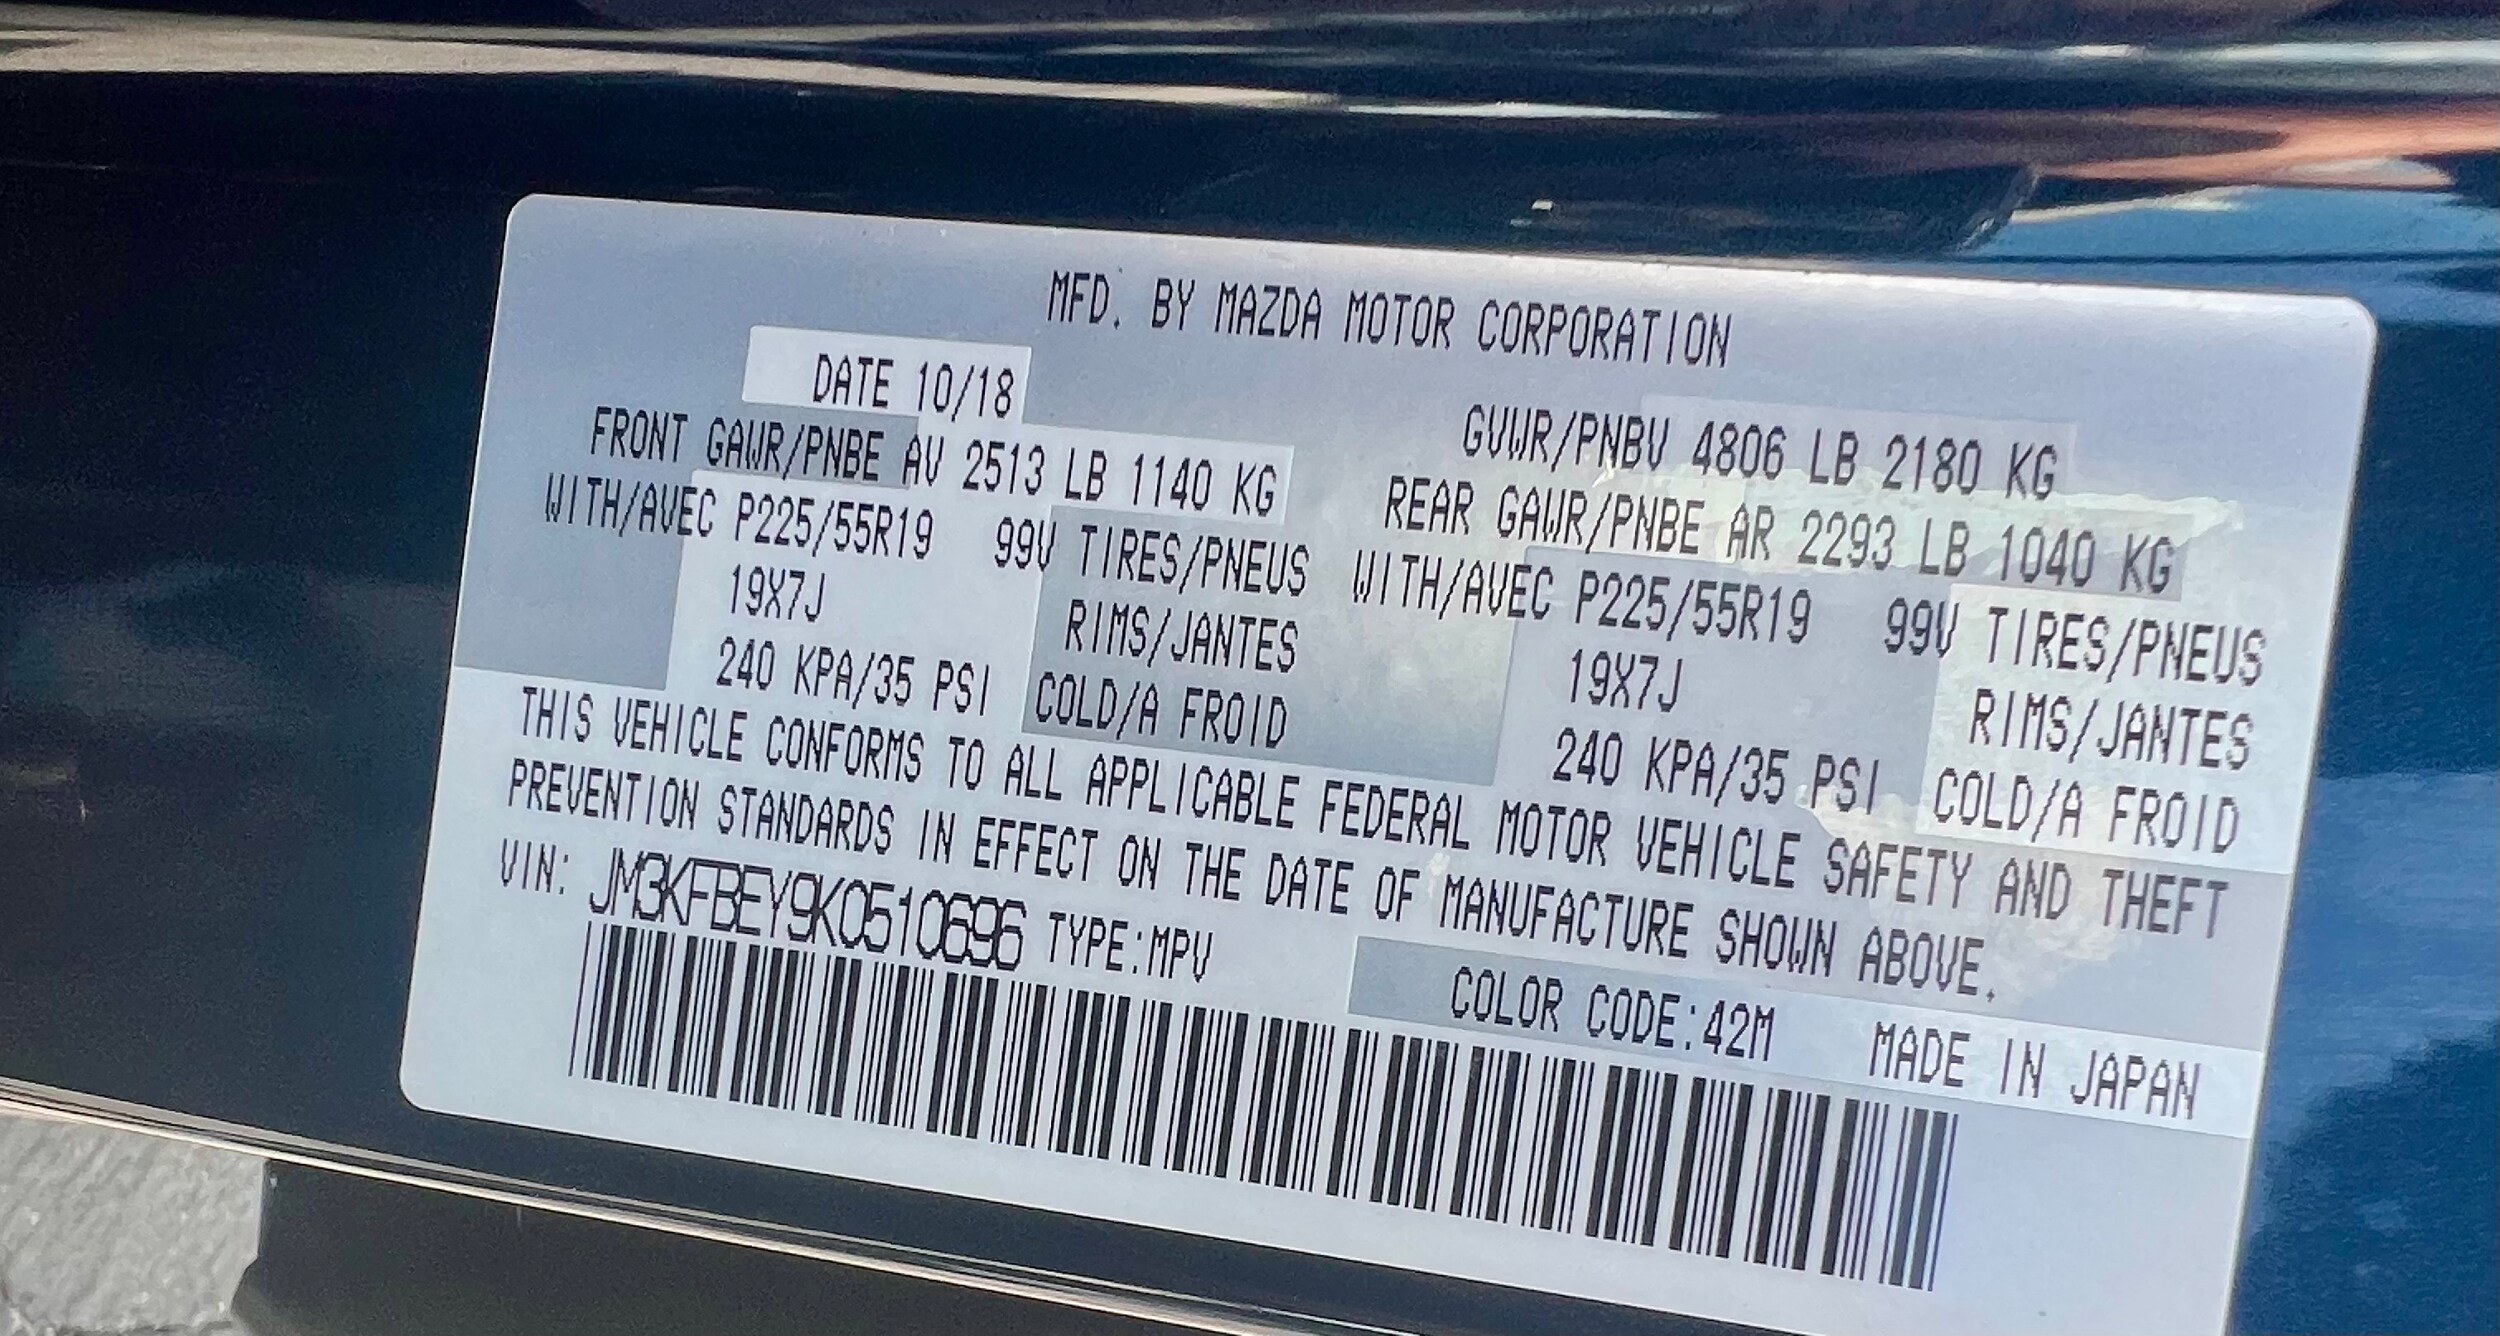 MFD. BY MAZDA MOTOR CORPORATION
DATE 10/18 GVWR/PNBV 4806 LB 2180 KG
FRONT GAWR/PNBE AV 2513 LB 1140 KG REAR GAWR/PNBE AR 2293 LB 1040 KG
WITH/AVEC P225/55R19 99V TIRES/PNEUS WITH/AVEC P225/55R19 99V TIRES/PNEUS
19X7J RIMS/JANTES 19X7J RIMS/JANTES
240 KPA/35 PSI COLD/A FROID 240 KPA/35 PSI COLD/A FROID
THIS VEHICLE CONFORMS TO ALL APPLICABLE FEDERAL MOTOR VEHICLE SAFETY AND THEFT
PREVENTION STANDARDS IN EFFECT ON THE DATE OF MANUFACTURE SHOWN ABOVE.
VIN: JM3KFBEY9K0510696 TYPE:MPV COLOR CODE:42M MADE IN JAPAN